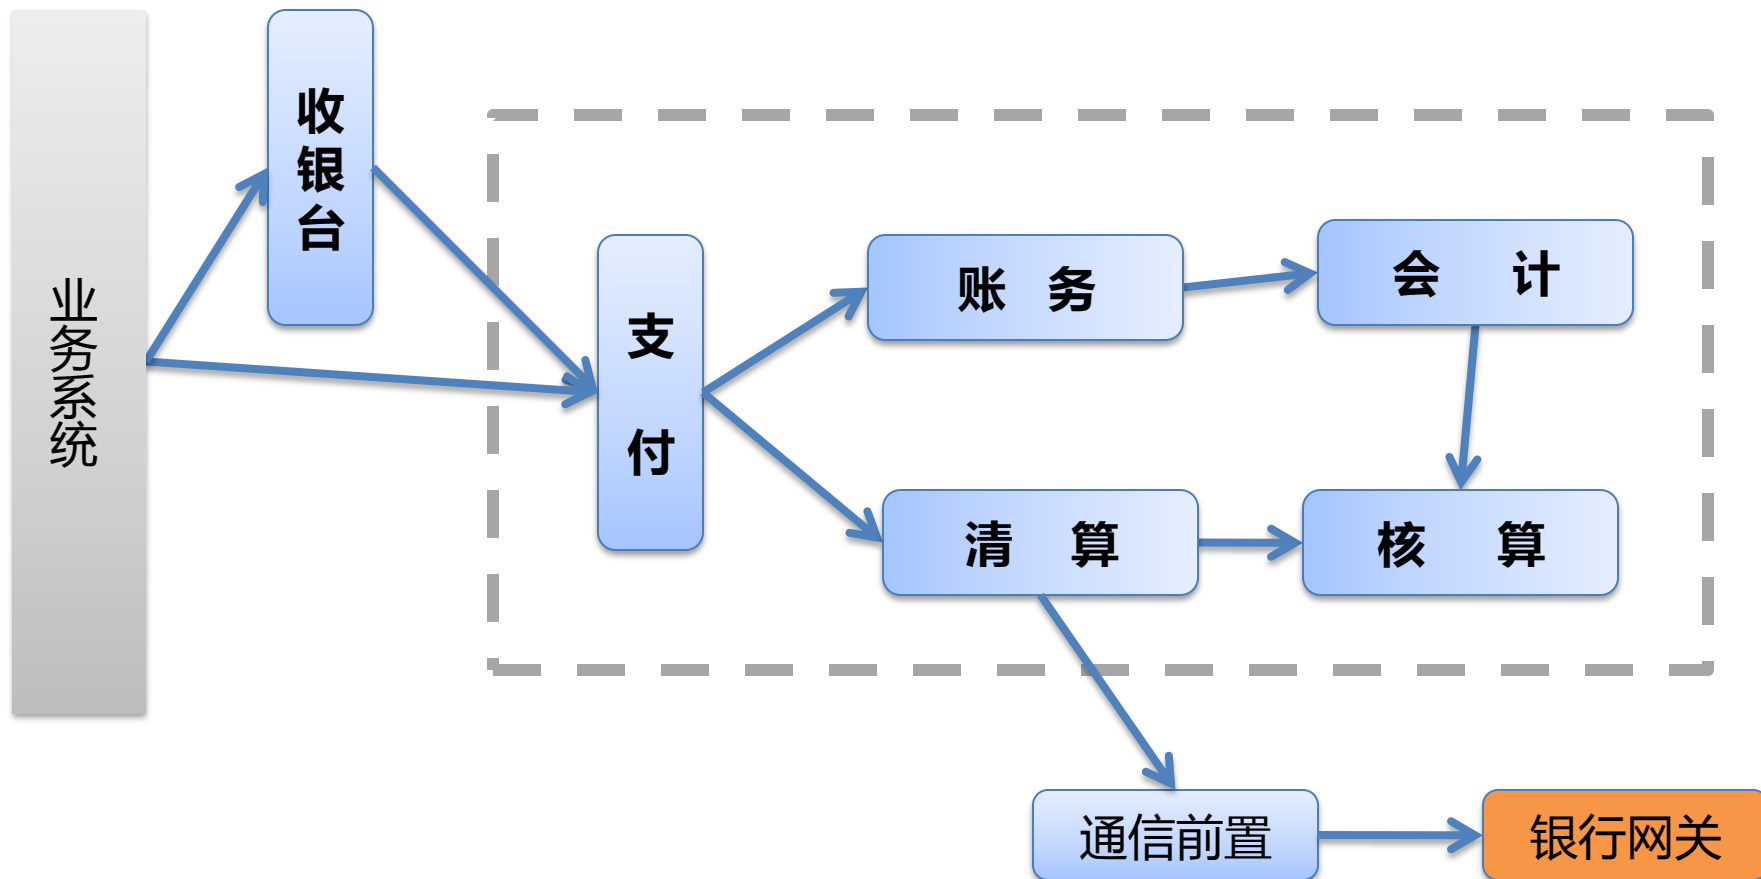 业务系统
收银台
支付
账 务
会 计
清 算
核 算
通信前置
银行网关